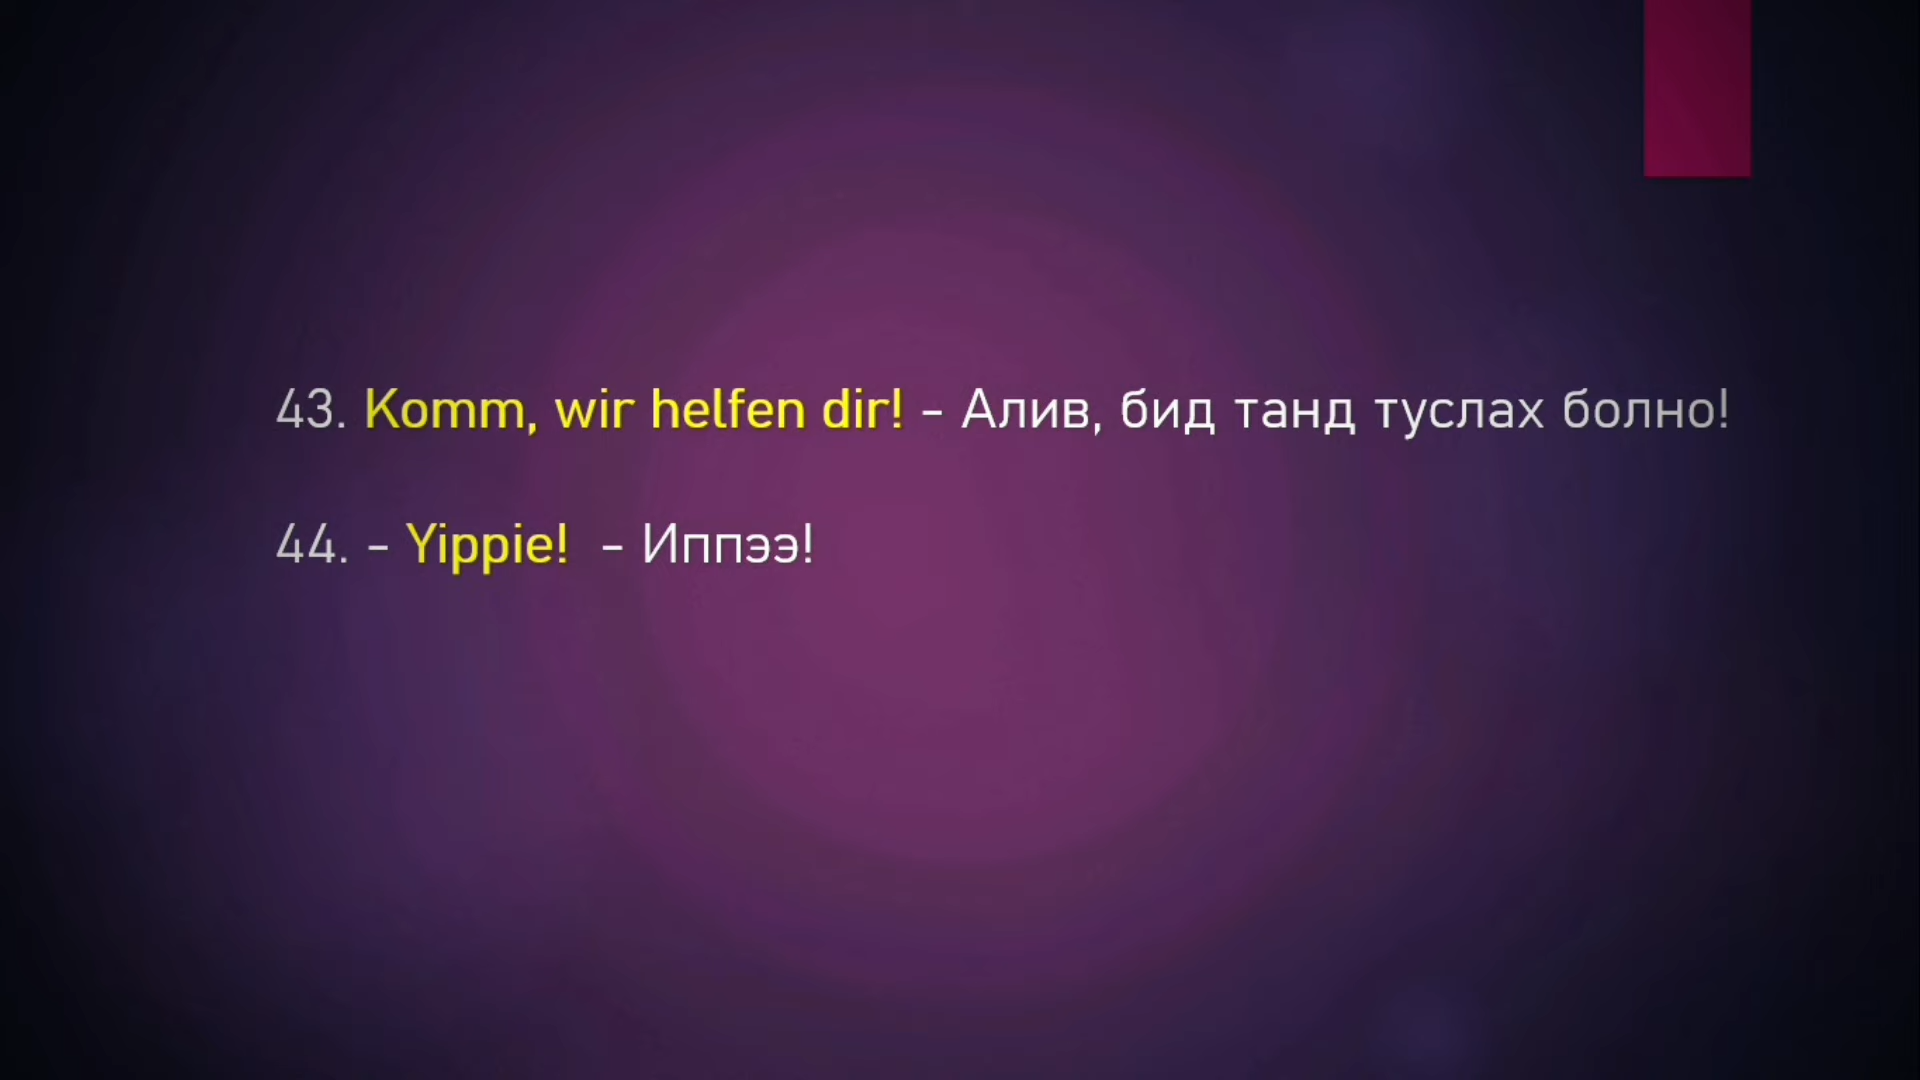 43. Komm, wir helfen dir! - Алив, бид танд туслах болно!
44. - Yippie! - Иппээ!